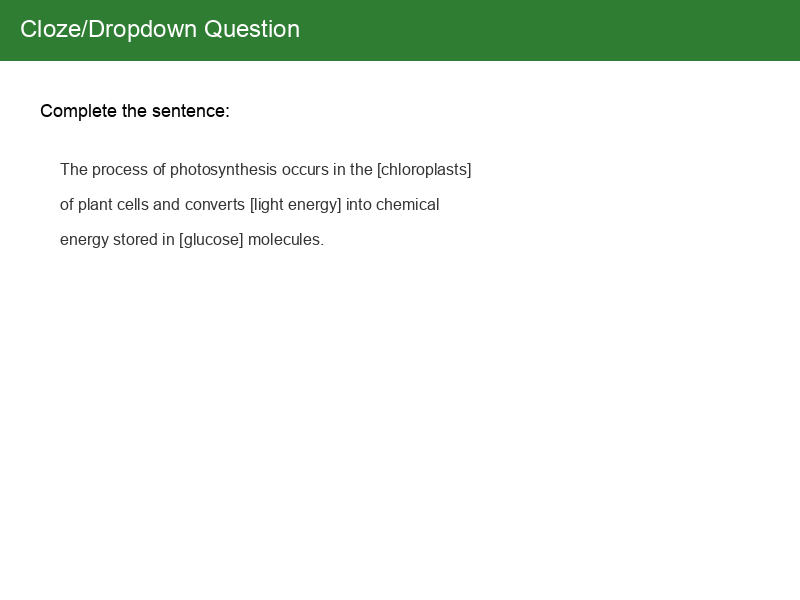 Cloze/Dropdown Question
Complete the sentence:
The process of photosynthesis occurs in the [chloroplasts]
of plant cells and converts [light energy] into chemical
energy stored in [glucose] molecules.